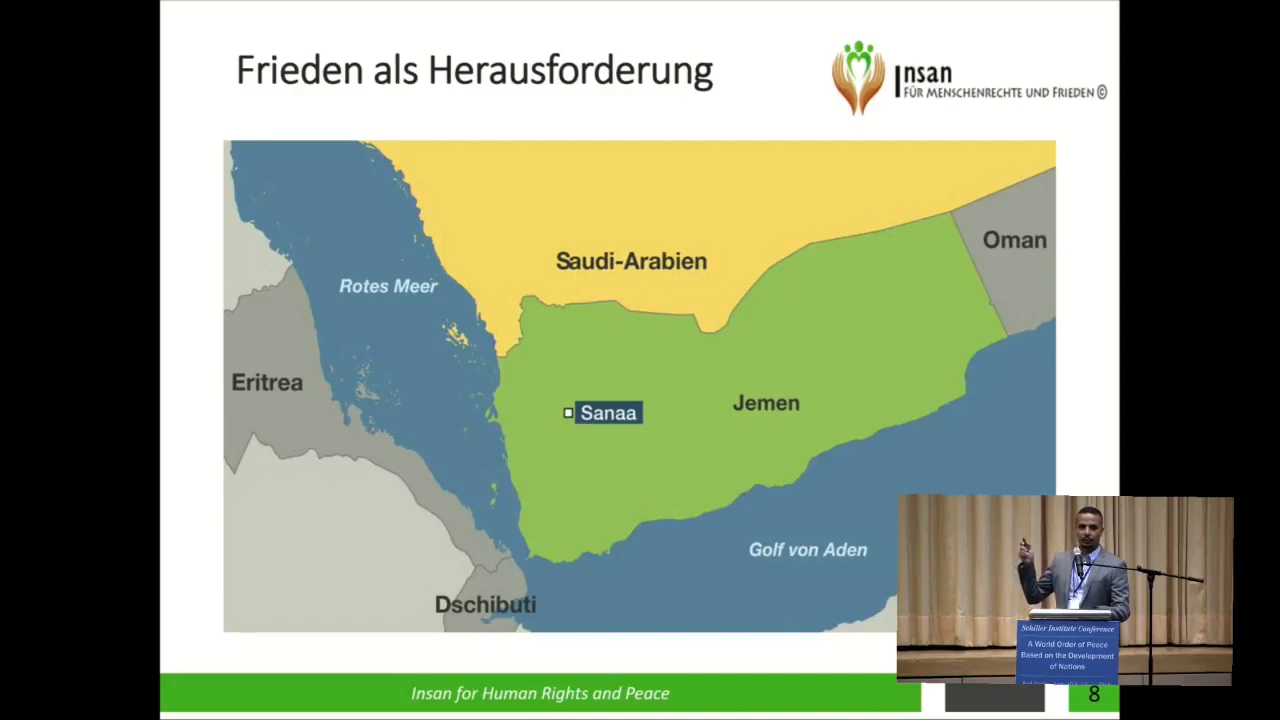 Frieden als Herausforderung
Insan
FÜR MENSCHENRECHTE UND FRIEDEN ©
Oman
Saudi-Arabien
Rotes Meer
Eritrea
Jemen
Sanaa
Golf von Aden
Dschibuti
Schiller Institute Conference
A World Order of Peace
Based on the Development
of Nations
Insan for Human Rights and Peace
8